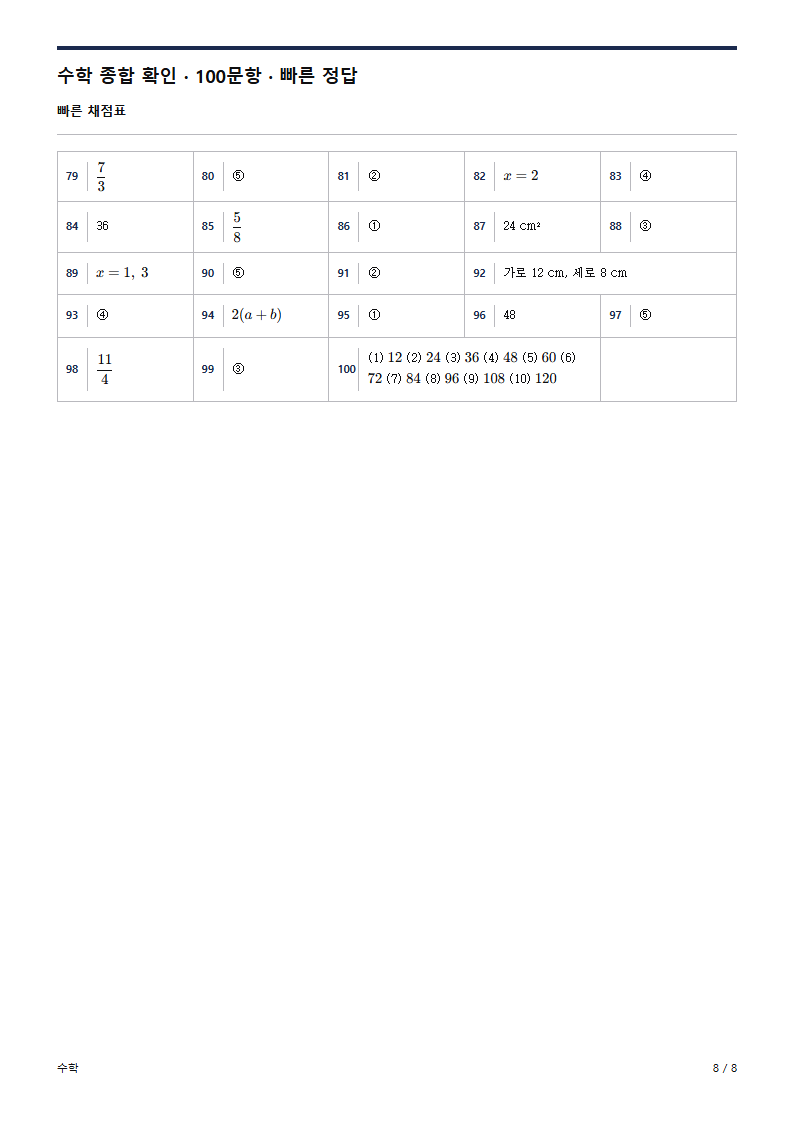 수학 종합 확인 · 100문항 · 빠른 정답
빠른 채점표
79 7/3 80 ⑤ 81 ② 82 x = 2 83 ④
84 36 85 5/8 86 ① 87 24 cm² 88 ③
89 x = 1, 3 90 ⑤ 91 ② 92 가로 12 cm, 세로 8 cm
93 ④ 94 2(a + b) 95 ① 96 48 97 ⑤
98 11/4 99 ③ 100 (1) 12 (2) 24 (3) 36 (4) 48 (5) 60 (6)
72 (7) 84 (8) 96 (9) 108 (10) 120
수학 8 / 8